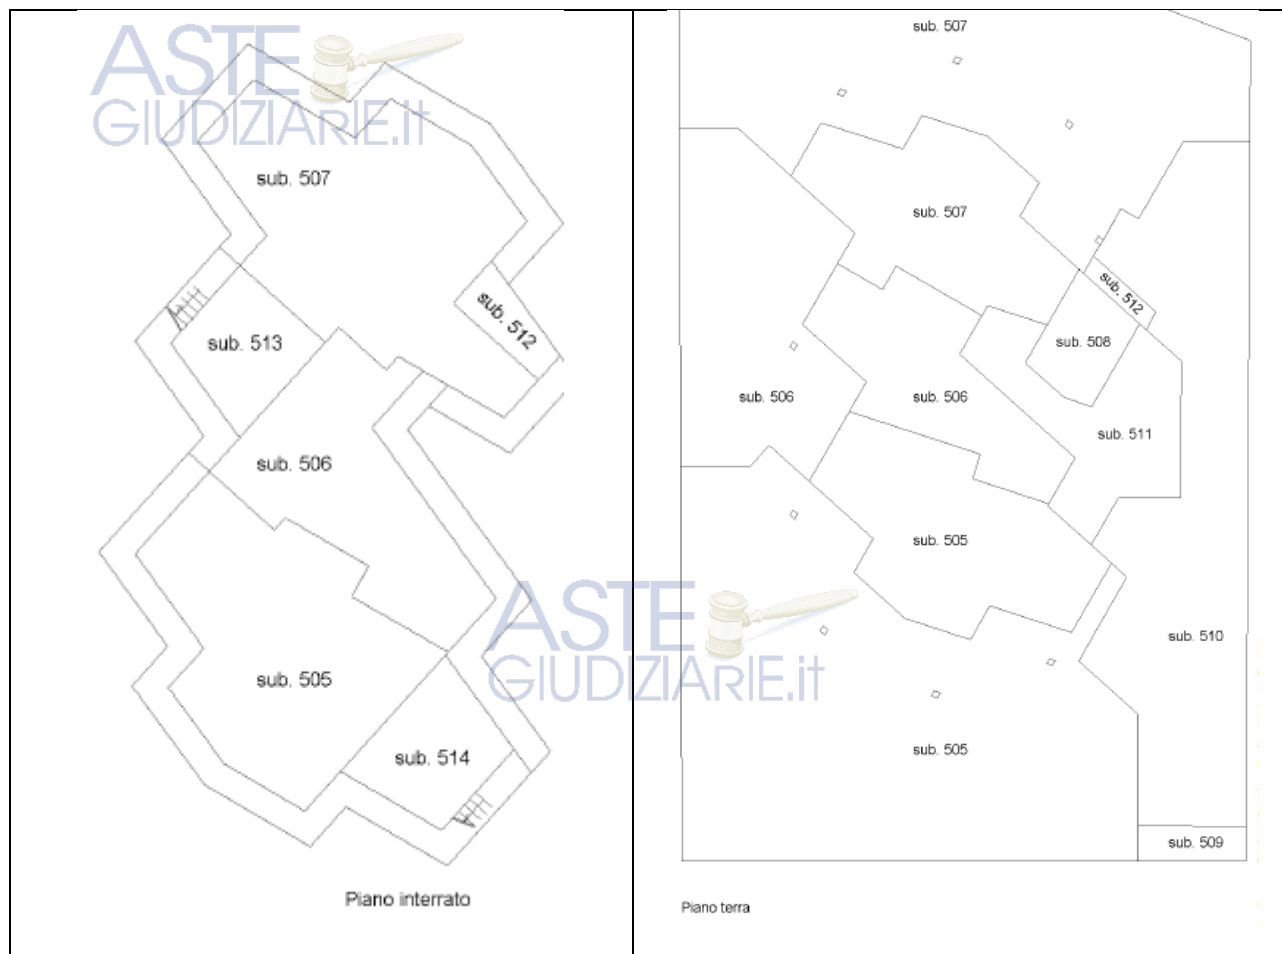 ASTE
GIUDIZIARIE.it
sub. 507
sub. 512
sub. 513
sub. 506
sub. 505
sub. 514
Piano interrato
sub. 507
sub. 507
sub. 512
sub. 508
sub. 506
sub. 506
sub. 511
sub. 505
ASTE
GIUDIZIARIE.it
sub. 510
sub. 505
sub. 509
Piano terra